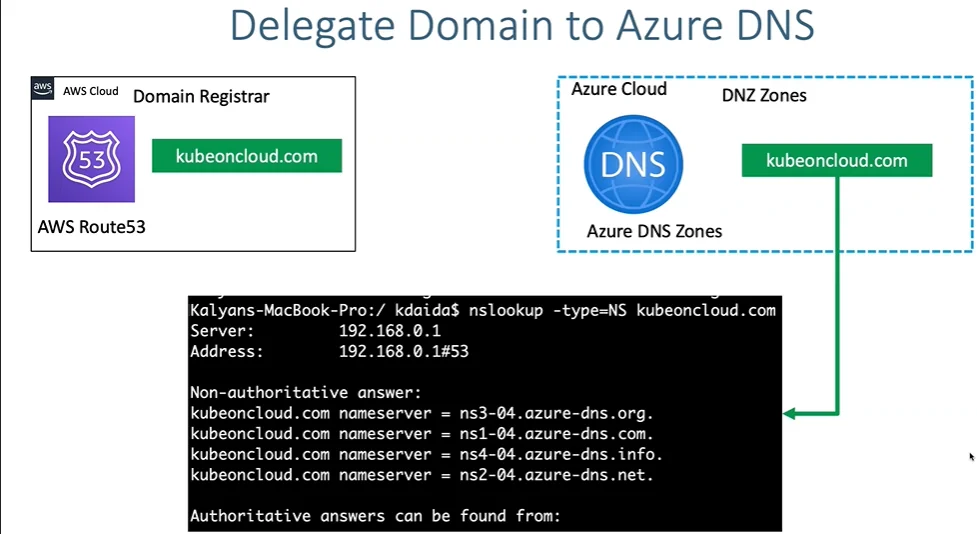 Delegate Domain to Azure DNS
aws
AWS Cloud
Domain Registrar
53
kubeoncloud.com
AWS Route53
Azure Cloud
DNZ Zones
DNS
kubeoncloud.com
Azure DNS Zones
Kalyans-MacBook-Pro:/ kdaida$ nslookup -type=NS kubeoncloud.com
Server: 192.168.0.1
Address: 192.168.0.1#53
Non-authoritative answer:
kubeoncloud.com nameserver = ns3-04.azure-dns.org.
kubeoncloud.com nameserver = ns1-04.azure-dns.com.
kubeoncloud.com nameserver = ns4-04.azure-dns.info.
kubeoncloud.com nameserver = ns2-04.azure-dns.net.
Authoritative answers can be found from: